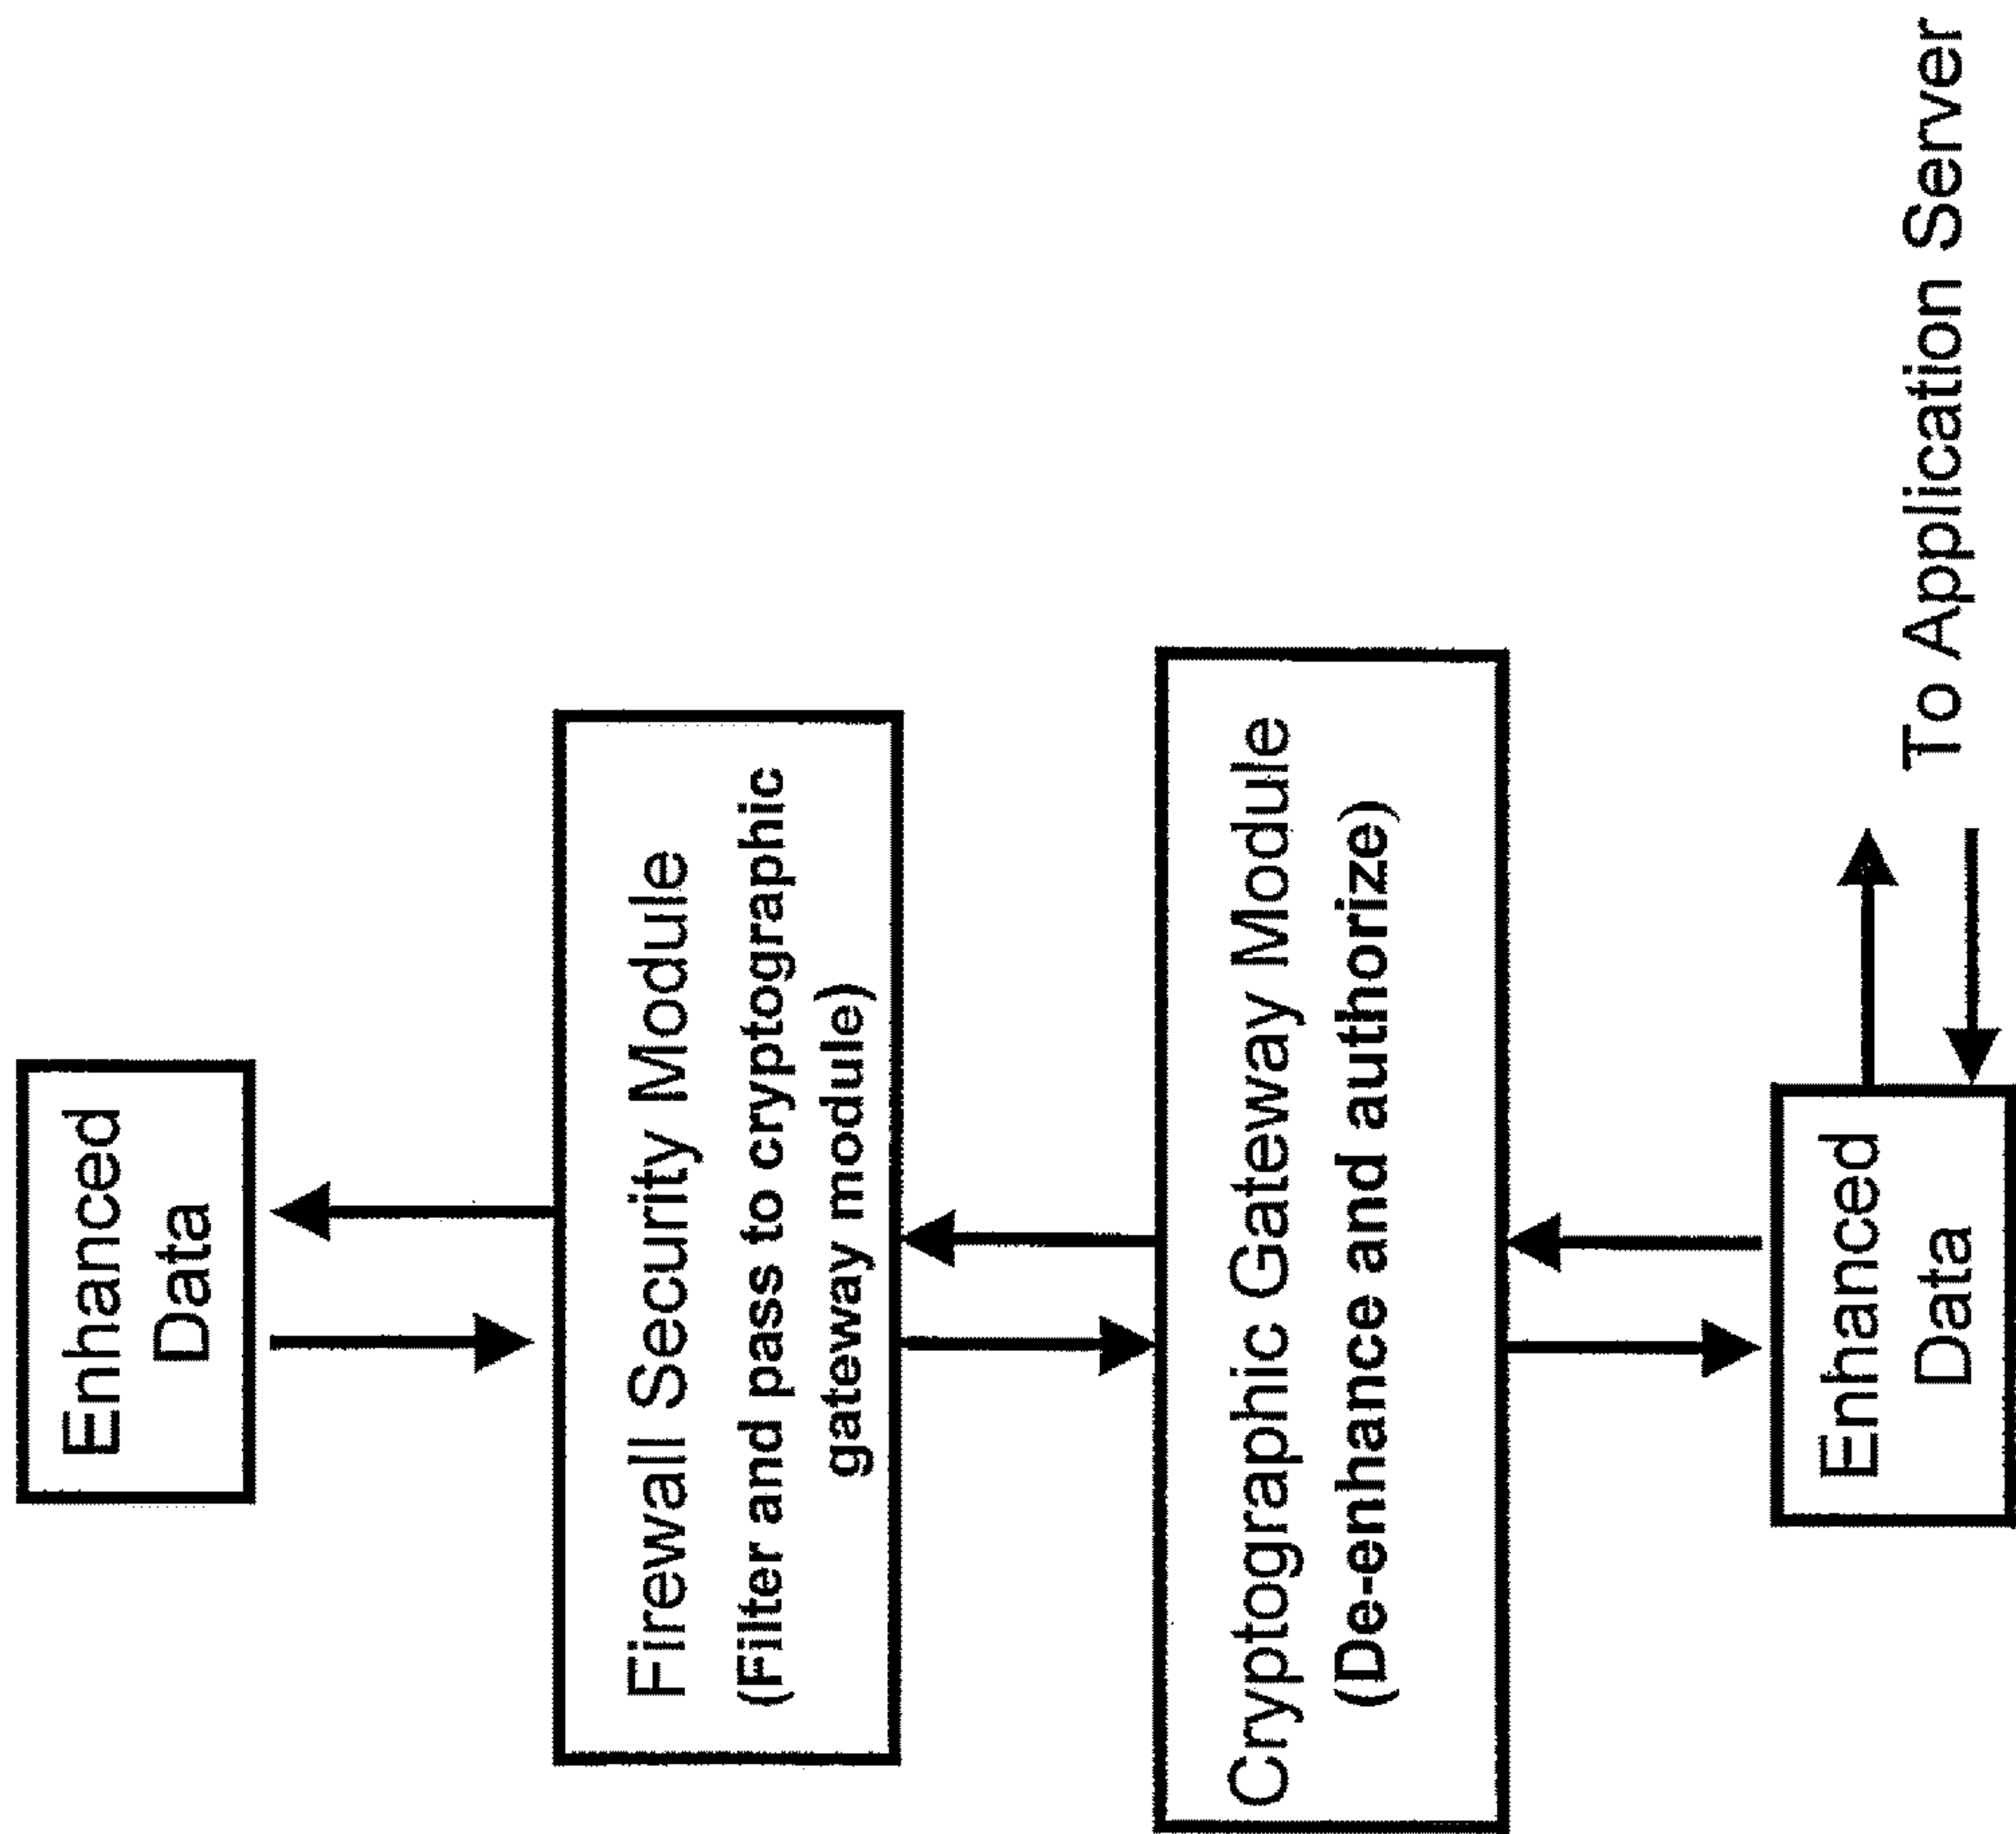 Enhanced
Data
Firewall Security Module
(Filter and pass to cryptographic
gateway module)
Cryptographic Gateway Module
(De-enhance and authorize)
Enhanced
Data
To Application Server